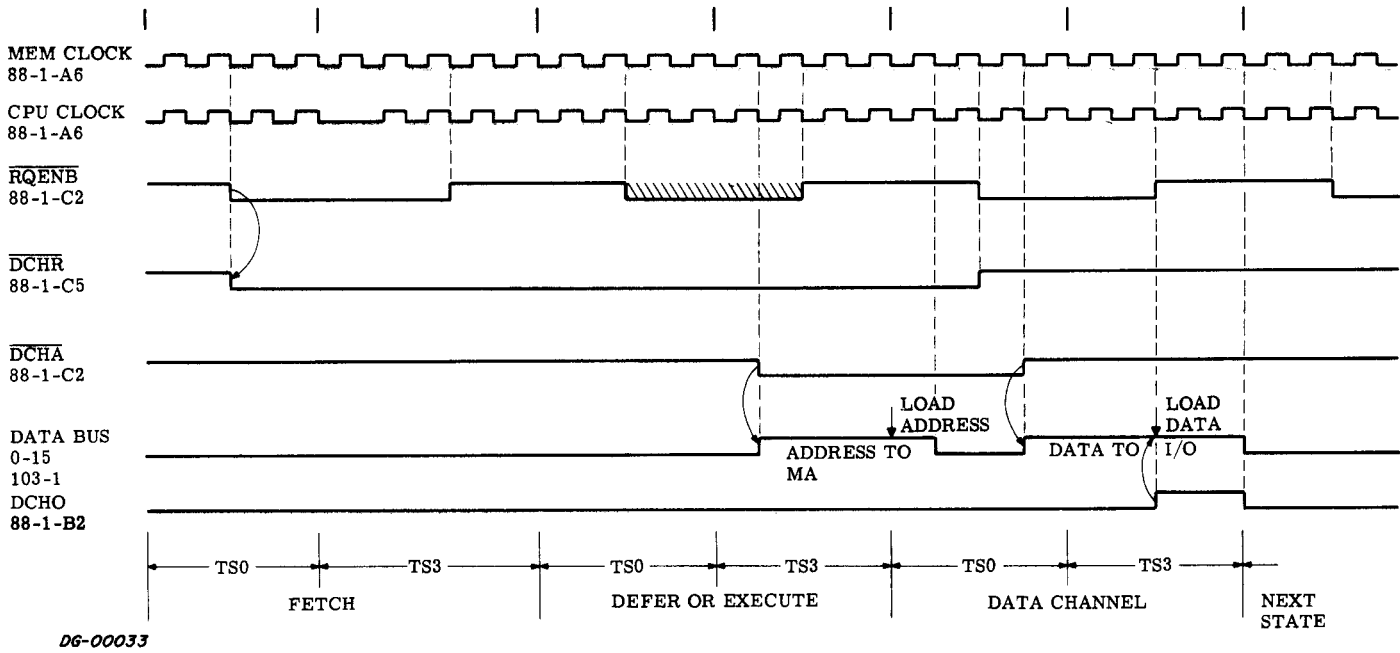 MEM CLOCK
88-1-A6
CPU CLOCK
88-1-A6
RQENB
88-1-C2
DCHR
88-1-C5
DCHA
88-1-C2
LOAD
ADDRESS
LOAD
DATA
DATA BUS
0-15
103-1
ADDRESS TO
MA
DATA TO I/O
DCHO
88-1-B2
TS0 TS3 TS0 TS3 TS0 TS3
FETCH DEFER OR EXECUTE DATA CHANNEL NEXT
STATE
DG-00033